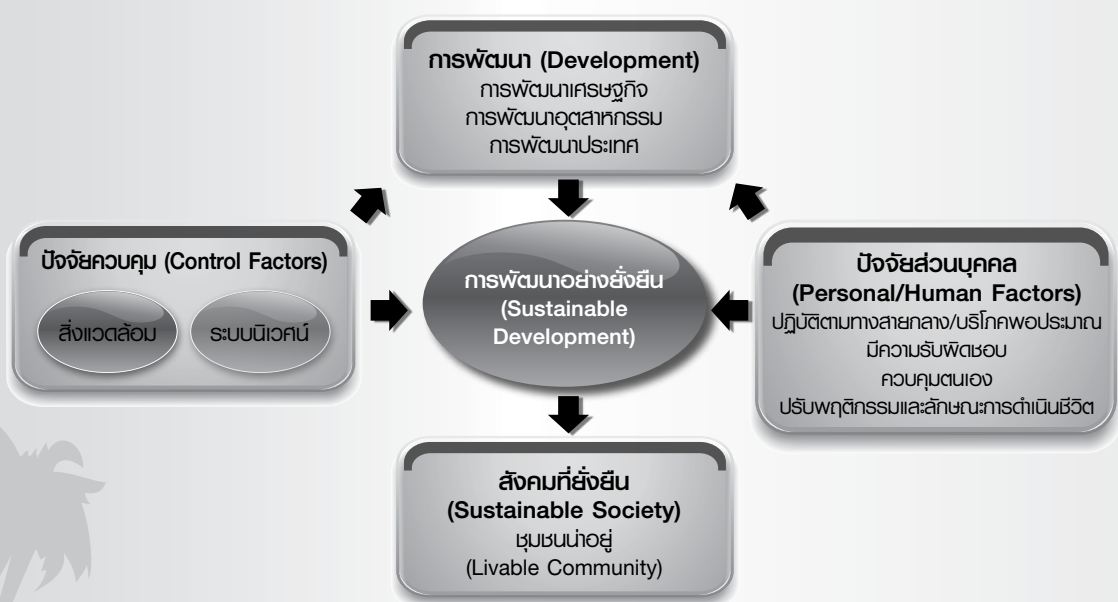 การพัฒนา (Development)
การพัฒนาเศรษฐกิจ
การพัฒนาอุตสาหกรรม
การพัฒนาประเทศ
ปัจจัยควบคุม (Control Factors)
สิ่งแวดล้อม
ระบบนิเวศน์
การพัฒนาอย่างยั่งยืน
(Sustainable
Development)
ปัจจัยส่วนบุคคล
(Personal/Human Factors)
ปฏิบัติตามทางสายกลาง/บริโภคพอประมาณ
มีความรับผิดชอบ
ควบคุมตนเอง
ปรับพฤติกรรมและลักษณะการดำเนินชีวิต
สังคมที่ยั่งยืน
(Sustainable Society)
ชุมชนน่าอยู่
(Livable Community)